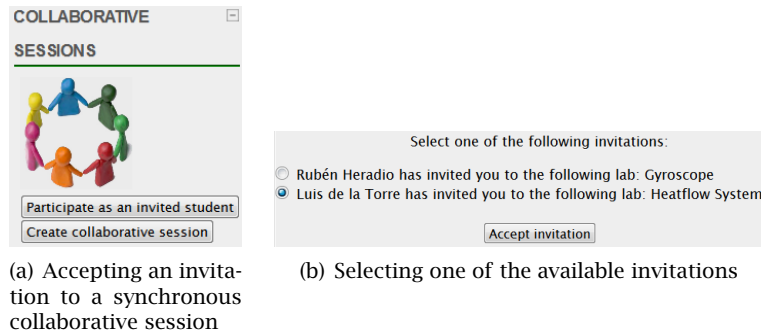 COLLABORATIVE
SESSIONS
Participate as an invited student
Create collaborative session
(a) Accepting an invita-
tion to a synchronous
collaborative session
Select one of the following invitations:
Rubén Heradio has invited you to the following lab: Gyroscope
Luis de la Torre has invited you to the following lab: Heatflow System
Accept invitation
(b) Selecting one of the available invitations